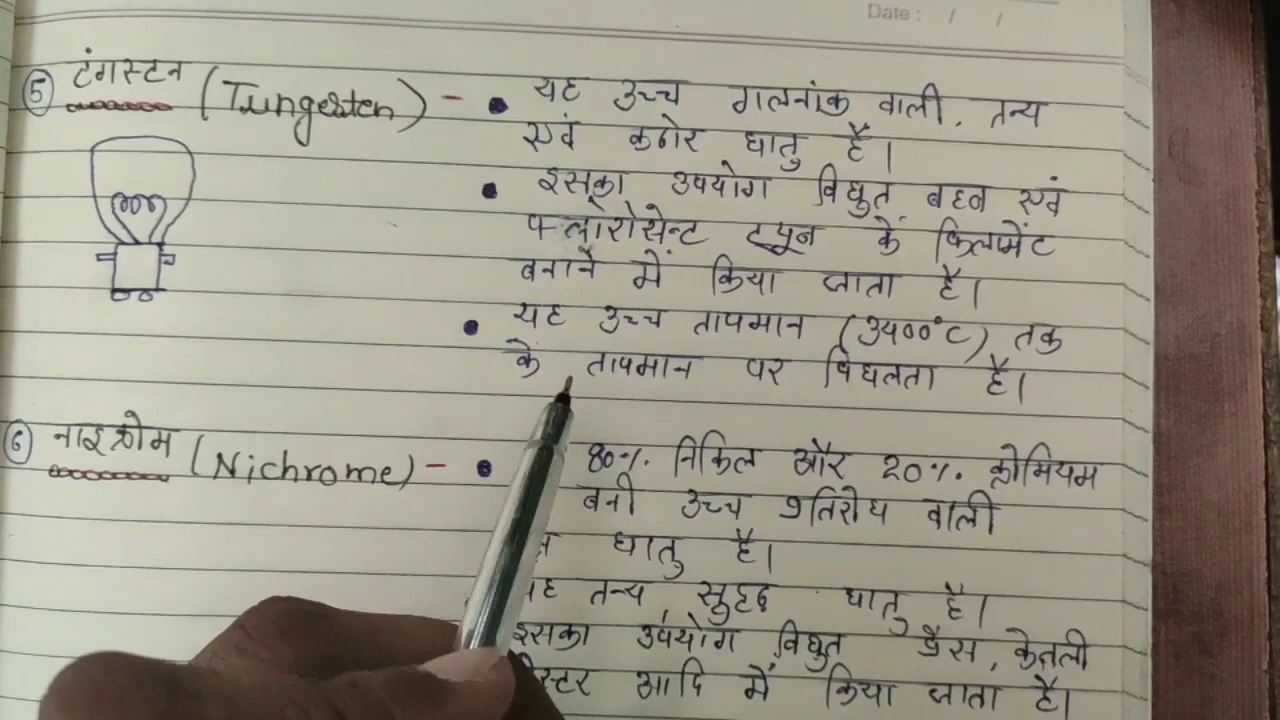 Date : / /
⑤ टंगस्टन (Tungesten) - • यह उच्च गलनांक वाली, तन्य
एवं कठोर धातु है।
• इसका उपयोग विद्युत बल्ब एवं
फ्लोरोसेन्ट ट्यूब के फिलामेंट
बनाने में किया जाता है।
• यह उच्च तापमान (3400°C) तक
के तापमान पर पिघलता है।
⑥ नाइक्रोम (Nichrome) - • 80%. निकिल और 20%. क्रोमियम
बनी उच्च प्रतिरोध वाली
धातु है।
तन्य सुदृढ धातु है।
इसका उपयोग विद्युत प्रैस, केतली
आदि में किया जाता है।